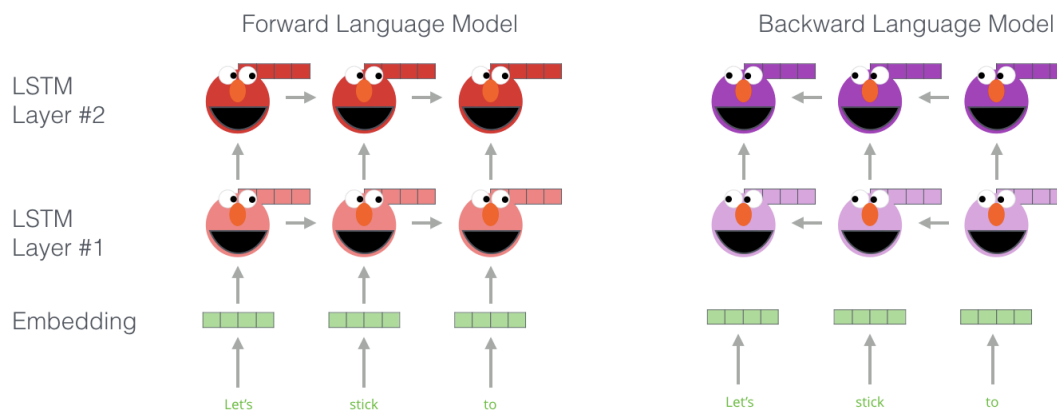 Forward Language Model
Backward Language Model
LSTM
Layer #2
LSTM
Layer #1
Embedding
Let's
stick
to
Let's
stick
to